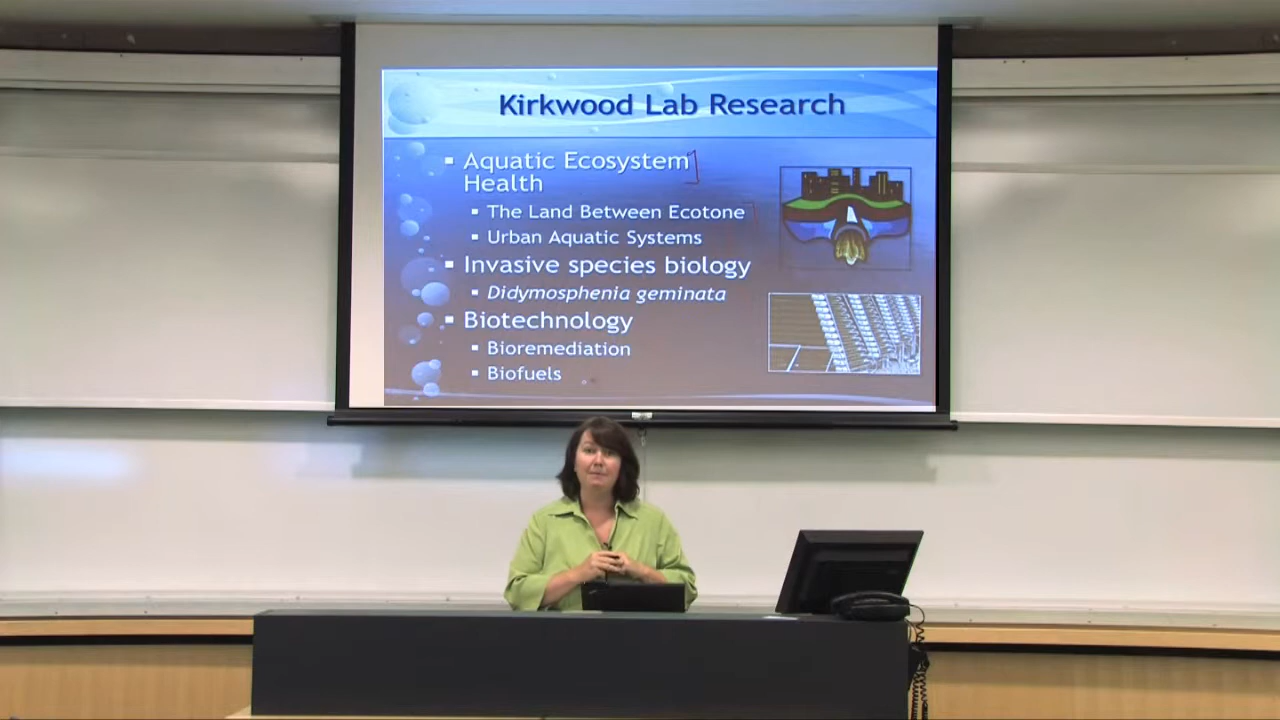 Kirkwood Lab Research
Aquatic Ecosystem
Health
The Land Between Ecotone
Urban Aquatic Systems
Invasive species biology
Didymosphenia geminata
Biotechnology
Bioremediation
Biofuels